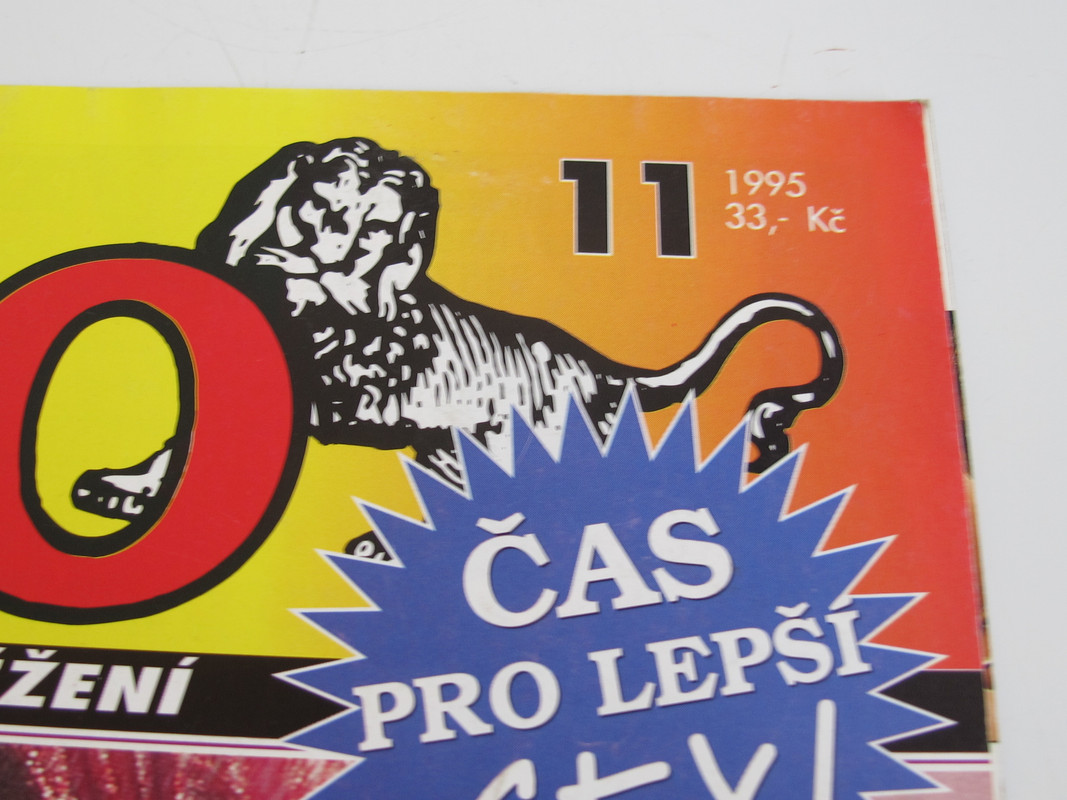 11
1995
33,- Kč
O
ČAS
PRO LEPŠÍ
ŽENÍ